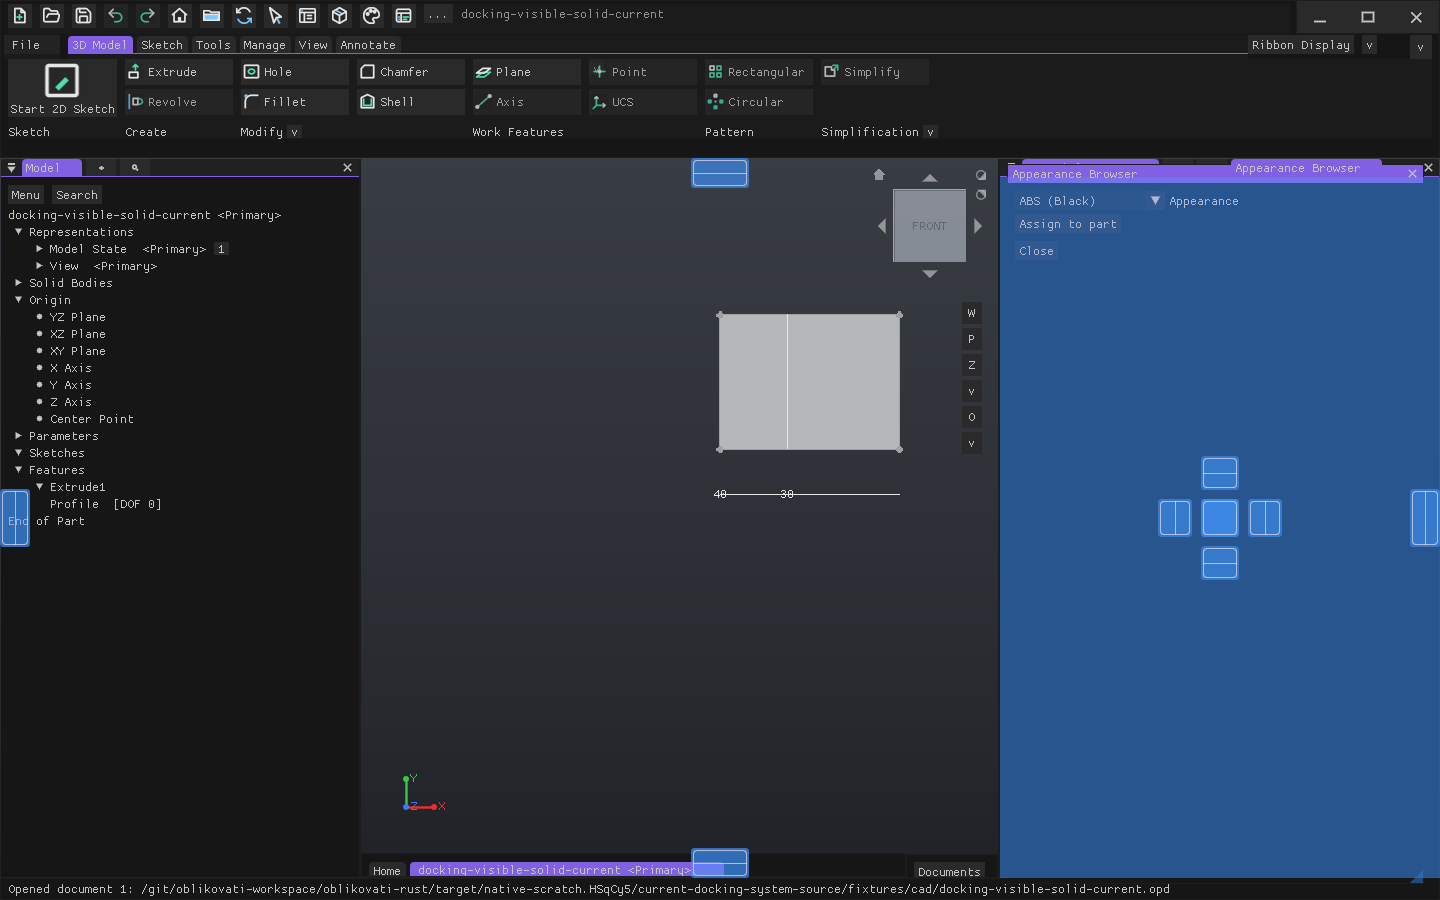 ... docking-visible-solid-current
File 3D Model Sketch Tools Manage View Annotate Ribbon Display v v
Start 2D Sketch
Extrude
Revolve
Hole
Fillet
Chamfer
Shell
Plane
Axis
Point
UCS
Rectangular
Circular
Simplify
Sketch Create Modify v Work Features Pattern Simplification v
Model
Menu Search
docking-visible-solid-current <Primary>
Representations
Model State <Primary> 1
View <Primary>
Solid Bodies
Origin
YZ Plane
XZ Plane
XY Plane
X Axis
Y Axis
Z Axis
Center Point
Parameters
Sketches
Features
Extrude1
Profile [DOF 0]
End of Part
FRONT
W
P
Z
v
O
v
40 30
Y
Z X
Home docking-visible-solid-current <Primary> Documents
Appearance Browser
Appearance Browser
ABS (Black) Appearance
Assign to part
Close
Opened document 1: /git/oblikovati-workspace/oblikovati-rust/target/native-scratch.HSqCy5/current-docking-system-source/fixtures/cad/docking-visible-solid-current.opd